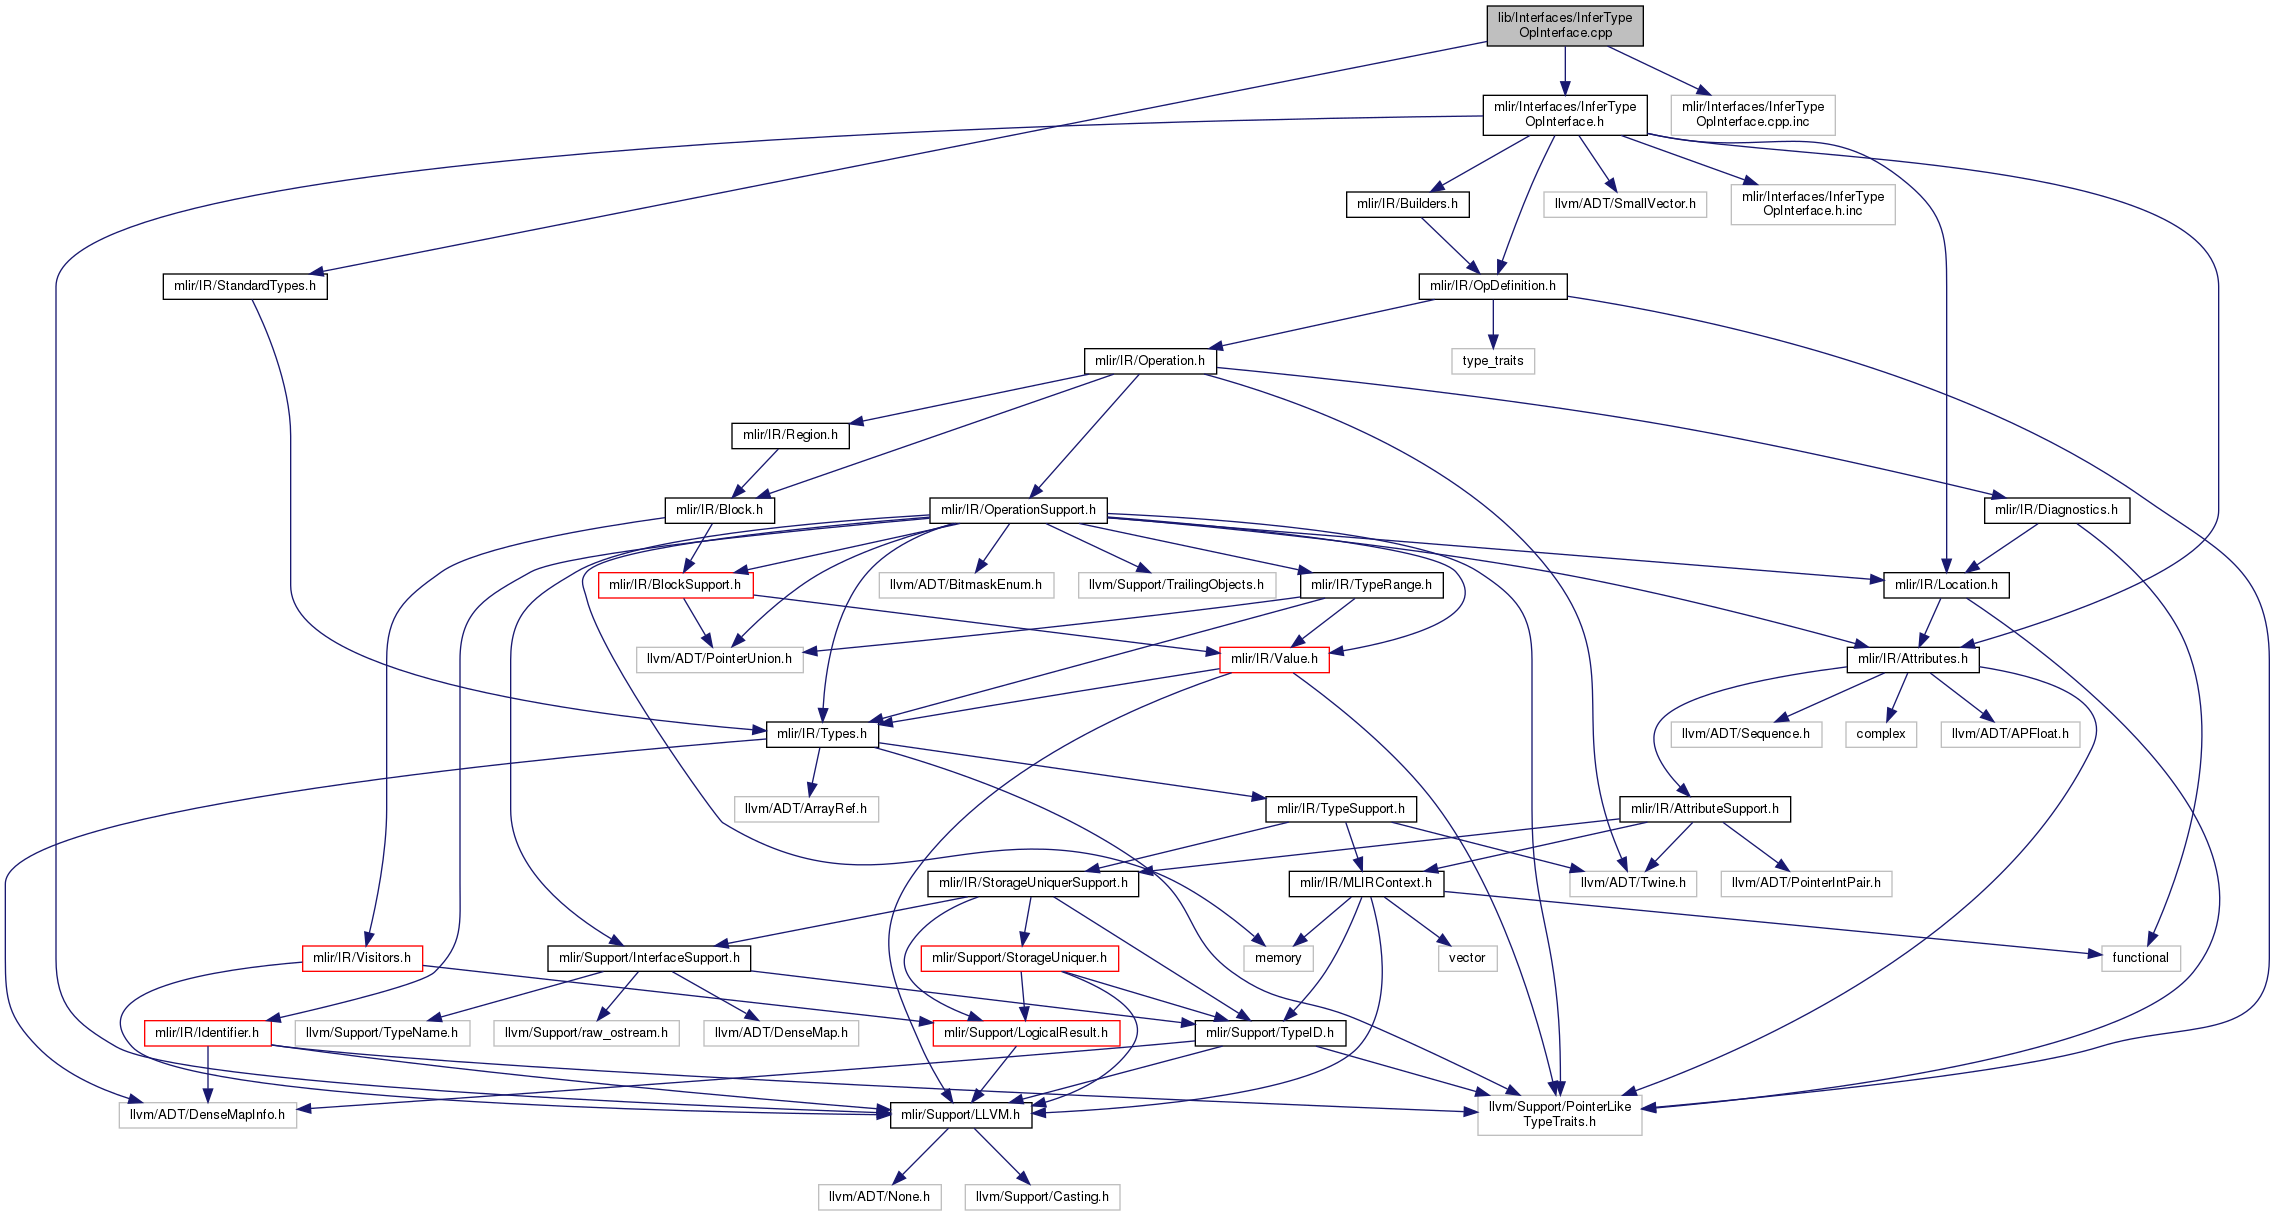 lib/Interfaces/InferType
OpInterface.cpp
mlir/Interfaces/InferType
OpInterface.h
mlir/Interfaces/InferType
OpInterface.cpp.inc
mlir/IR/Builders.h
llvm/ADT/SmallVector.h
mlir/Interfaces/InferType
OpInterface.h.inc
mlir/IR/StandardTypes.h
mlir/IR/OpDefinition.h
mlir/IR/Operation.h
type_traits
mlir/IR/Region.h
mlir/IR/Block.h
mlir/IR/OperationSupport.h
mlir/IR/Diagnostics.h
mlir/IR/BlockSupport.h
llvm/ADT/BitmaskEnum.h
llvm/Support/TrailingObjects.h
mlir/IR/TypeRange.h
mlir/IR/Location.h
llvm/ADT/PointerUnion.h
mlir/IR/Value.h
mlir/IR/Attributes.h
mlir/IR/Types.h
llvm/ADT/Sequence.h
complex
llvm/ADT/APFloat.h
llvm/ADT/ArrayRef.h
mlir/IR/TypeSupport.h
mlir/IR/AttributeSupport.h
mlir/IR/StorageUniquerSupport.h
mlir/IR/MLIRContext.h
llvm/ADT/Twine.h
llvm/ADT/PointerIntPair.h
mlir/IR/Visitors.h
mlir/Support/InterfaceSupport.h
mlir/Support/StorageUniquer.h
memory
vector
functional
mlir/IR/Identifier.h
llvm/Support/TypeName.h
llvm/Support/raw_ostream.h
llvm/ADT/DenseMap.h
mlir/Support/LogicalResult.h
mlir/Support/TypeID.h
llvm/ADT/DenseMapInfo.h
mlir/Support/LLVM.h
llvm/Support/PointerLike
TypeTraits.h
llvm/ADT/None.h
llvm/Support/Casting.h